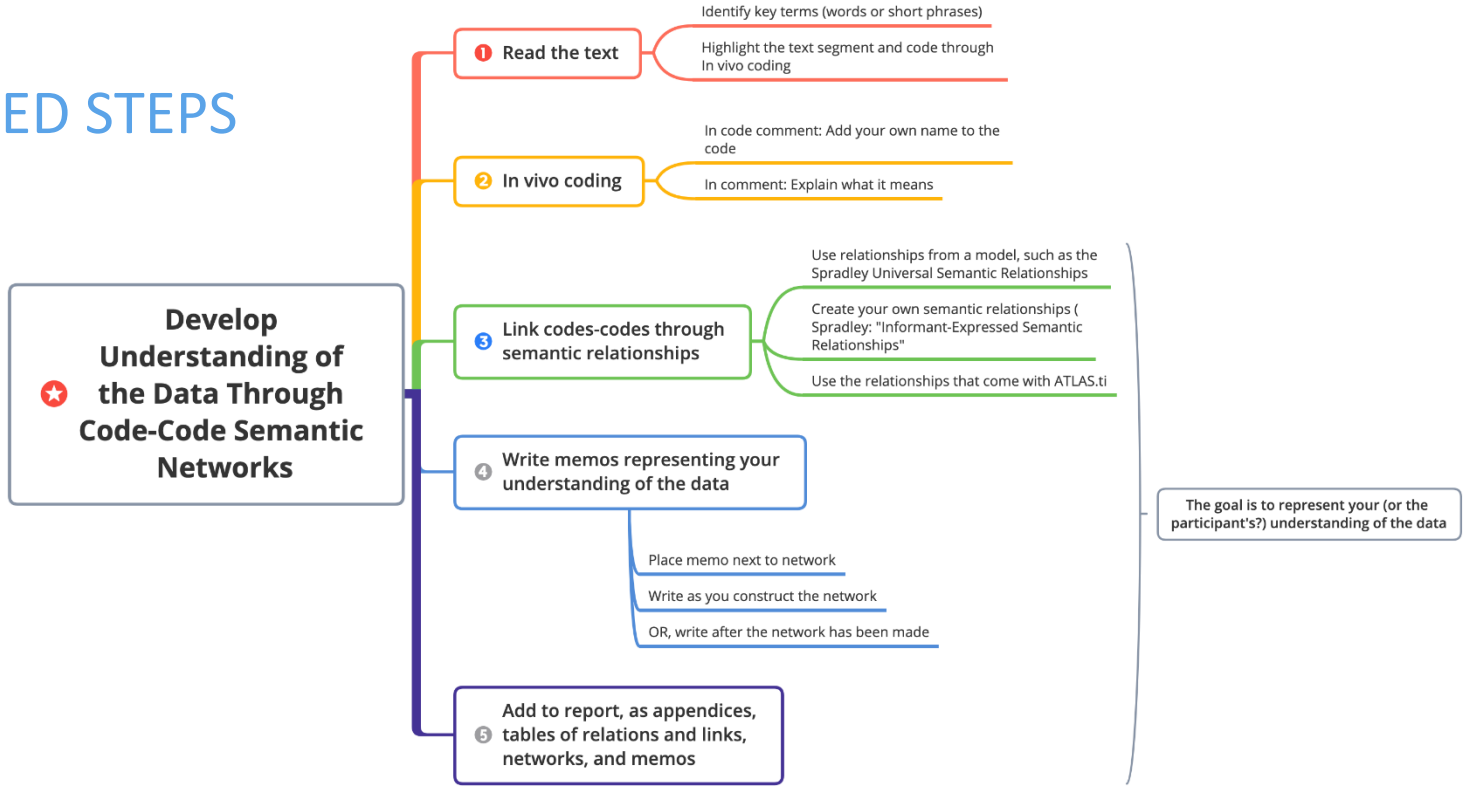 ED STEPS
Develop
Understanding of
the Data Through
Code-Code Semantic
Networks
1 Read the text
Identify key terms (words or short phrases)
Highlight the text segment and code through
In vivo coding
2 In vivo coding
In code comment: Add your own name to the
code
In comment: Explain what it means
3 Link codes-codes through
semantic relationships
Use relationships from a model, such as the
Spradley Universal Semantic Relationships
Create your own semantic relationships (
Spradley: "Informant-Expressed Semantic
Relationships"
Use the relationships that come with ATLAS.ti
4 Write memos representing your
understanding of the data
Place memo next to network
Write as you construct the network
OR, write after the network has been made
5 Add to report, as appendices,
tables of relations and links,
networks, and memos
The goal is to represent your (or the
participant's?) understanding of the data